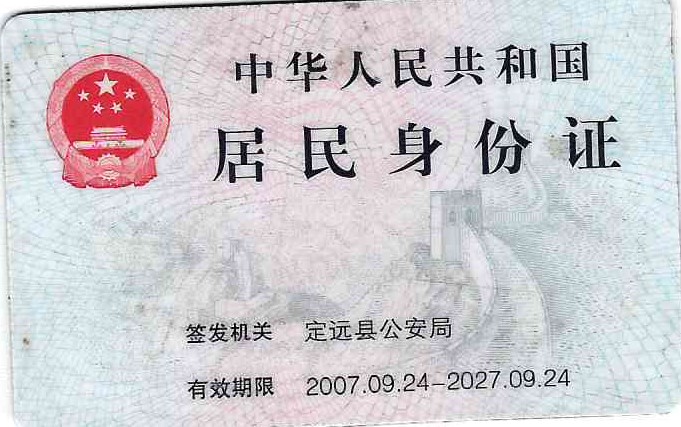 中华人民共和国
居民身份证
签发机关 定远县公安局
有效期限 2007.09.24-2027.09.24